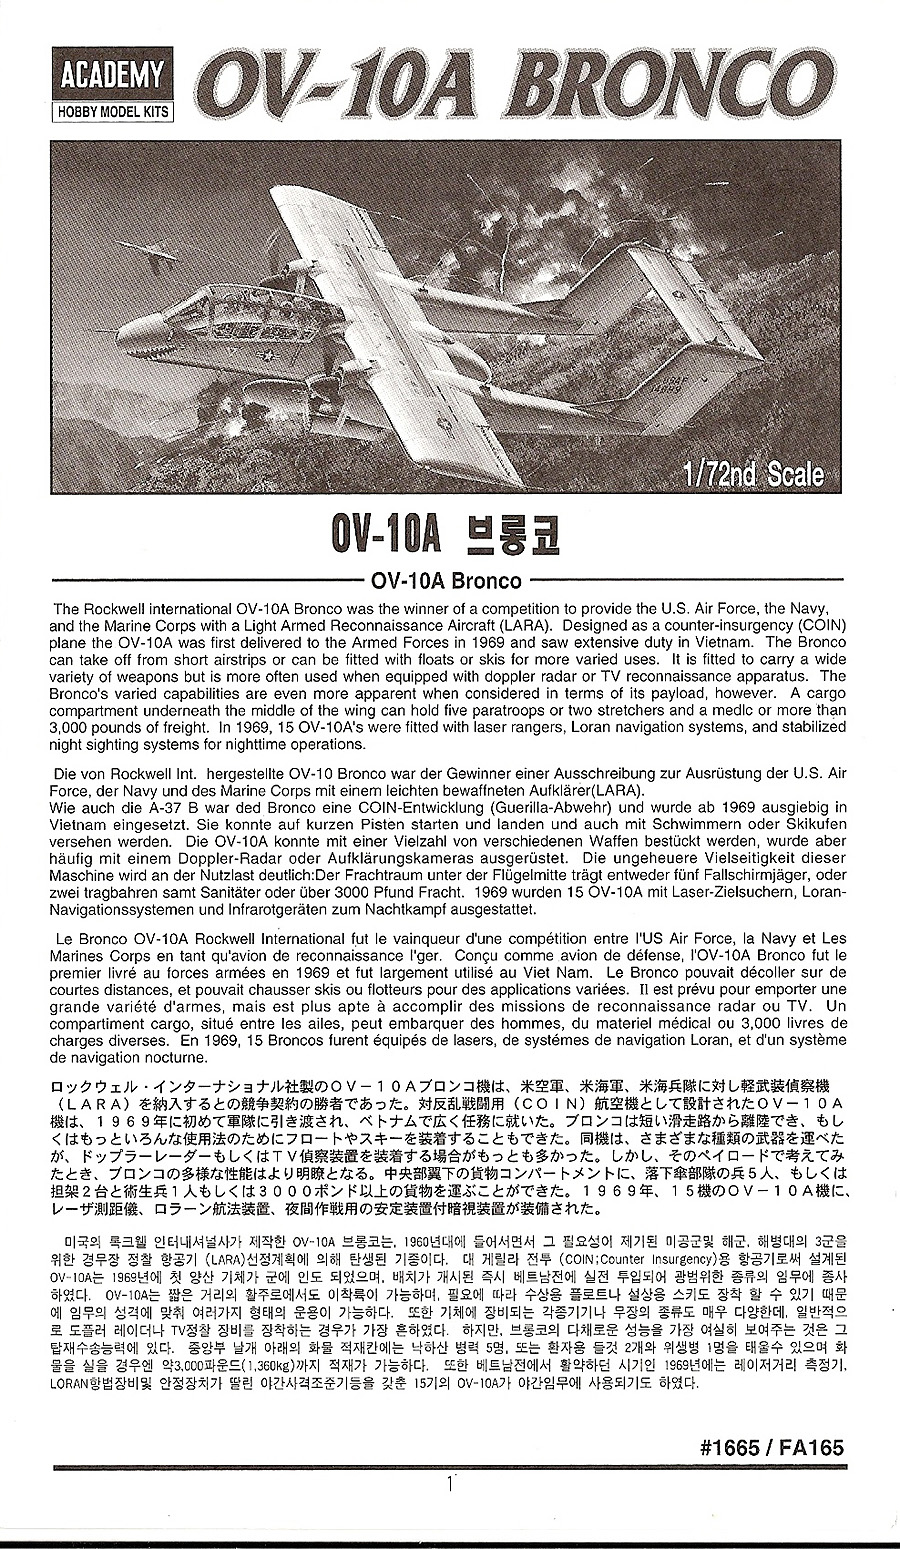 ACADEMY
HOBBY MODEL KITS
OV-10A BRONCO
USAF
1/72nd Scale
OV-10A 브롱코
OV-10A Bronco
The Rockwell international OV-10A Bronco was the winner of a competition to provide the U.S. Air Force, the Navy,
and the Marine Corps with a Light Armed Reconnaissance Aircraft (LARA). Designed as a counter-insurgency (COIN)
plane the OV-10A was first delivered to the Armed Forces in 1969 and saw extensive duty in Vietnam. The Bronco
can take off from short airstrips or can be fitted with floats or skis for more varied uses. It is fitted to carry a wide
variety of weapons but is more often used when equipped with doppler radar or TV reconnaissance apparatus. The
Bronco's varied capabilities are even more apparent when considered in terms of its payload, however. A cargo
compartment underneath the middle of the wing can hold five paratroops or two stretchers and a medic or more than
3,000 pounds of freight. In 1969, 15 OV-10A's were fitted with laser rangers, Loran navigation systems, and stabilized
night sighting systems for nighttime operations.
Die von Rockwell Int. hergestellte OV-10 Bronco war der Gewinner einer Ausschreibung zur Ausrüstung der U.S. Air
Force, der Navy und des Marine Corps mit einem leichten bewaffneten Aufklärer(LARA).
Wie auch die A-37 B war ded Bronco eine COIN-Entwicklung (Guerilla-Abwehr) und wurde ab 1969 ausgiebig in
Vietnam eingesetzt. Sie konnte auf kurzen Pisten starten und landen und auch mit Schwimmern oder Skikufen
versehen werden. Die OV-10A konnte mit einer Vielzahl von verschiedenen Waffen bestückt werden, wurde aber
häufig mit einem Doppler-Radar oder Aufklärungskameras ausgerüstet. Die ungeheuere Vielseitigkeit dieser
Maschine wird an der Nutzlast deutlich:Der Frachtraum unter der Flügelmitte trägt entweder fünf Fallschirmjäger, oder
zwei tragbahren samt Sanitäter oder über 3000 Pfund Fracht. 1969 wurden 15 OV-10A mit Laser-Zielsuchern, Loran-
Navigationssystemen und Infrarotgeräten zum Nachtkampf ausgestattet.
Le Bronco OV-10A Rockwell International fut le vainqueur d'une compétition entre l'US Air Force, la Navy et Les
Marines Corps en tant qu'avion de reconnaissance l'ger. Conçu comme avion de défense, l'OV-10A Bronco fut le
premier livré au forces armées en 1969 et fut largement utilisé au Viet Nam. Le Bronco pouvait décoller sur de
courtes distances, et pouvait chausser skis ou flotteurs pour des applications variées. Il est prévu pour emporter une
grande variété d'armes, mais est plus apte à accomplir des missions de reconnaissance radar ou TV. Un
compartiment cargo, situé entre les ailes, peut embarquer des hommes, du materiel médical ou 3,000 livres de
charges diverses. En 1969, 15 Broncos furent équipés de lasers, de systémes de navigation Loran, et d'un système
de navigation nocturne.
ロックウェル・インターナショナル社製のＯＶ－１０Ａブロンコ機は、米空軍、米海軍、米海兵隊に対し軽武装偵察機
（ＬＡＲＡ）を納入するとの競争契約の勝者であった。対反乱戦闘用（ＣＯＩＮ）航空機として設計されたＯＶ－１０Ａ
機は、１９６９年に初めて軍隊に引き渡され、ベトナムで広く任務に就いた。ブロンコは短い滑走路から離陸でき、もし
くはもっといろんな使用法のためにフロートやスキーを装着することもできた。同機は、さまざまな種類の武器を運べた
が、ドップラーレーダーもしくはＴＶ偵察装置を装着する場合がもっとも多かった。しかし、そのペイロードで考えてみ
たとき、ブロンコの多様な性能はより明瞭となる。中央部翼下の貨物コンパートメントに、落下傘部隊の兵５人、もしくは
担架２台と衛生兵１人もしくは３０００ポンド以上の貨物を運ぶことができた。１９６９年、１５機のＯＶ－１０Ａ機に、
レーザ測距儀、ロラーン航法装置、夜間作戦用の安定装置付暗視装置が装備された。
미국의 록크웰 인터내셔널사가 제작한 OV-10A 브롱코는, 1960년대에 들어서면서 그 필요성이 제기된 미공군및 해군, 해병대의 3군을
위한 경무장 정찰 항공기 (LARA)선정계획에 의해 탄생된 기종이다. 대 게릴라 전투 (COIN;Counter Insurgency)용 항공기로써 설계된
OV-10A는 1969년에 첫 양산 기체가 군에 인도 되었으며, 배치가 개시된 즉시 베트남전에 실전 투입되어 광범위한 종류의 임무에 종사
하였다. OV-10A는 짧은 거리의 활주로에서도 이착륙이 가능하며, 필요에 따라 수상용 플로트나 설상용 스키도 장착 할 수 있기 때문
에 임무의 성격에 맞춰 여러가지 형태의 운용이 가능하다. 또한 기체에 장비되는 각종기기나 무장의 종류도 매우 다양한데, 일반적으
로 도플러 레이더나 TV정찰 장비를 장착하는 경우가 가장 흔하였다. 하지만, 브롱코의 다채로운 성능을 가장 여실히 보여주는 것은 그
탑재수송능력에 있다. 중앙부 날개 아래의 화물 적재칸에는 낙하산 병력 5명, 또는 환자용 들것 2개와 위생병 1명을 태울수 있으며 화
물을 실을 경우엔 약3,000파운드(1,360kg)까지 적재가 가능하다. 또한 베트남전에서 활약하던 시기인 1969년에는 레이저거리 측정기,
LORAN항법장비및 안정장치가 딸린 야간사격조준기등을 갖춘 15기의 OV-10A가 야간임무에 사용되기도 하였다.
#1665 / FA165
1